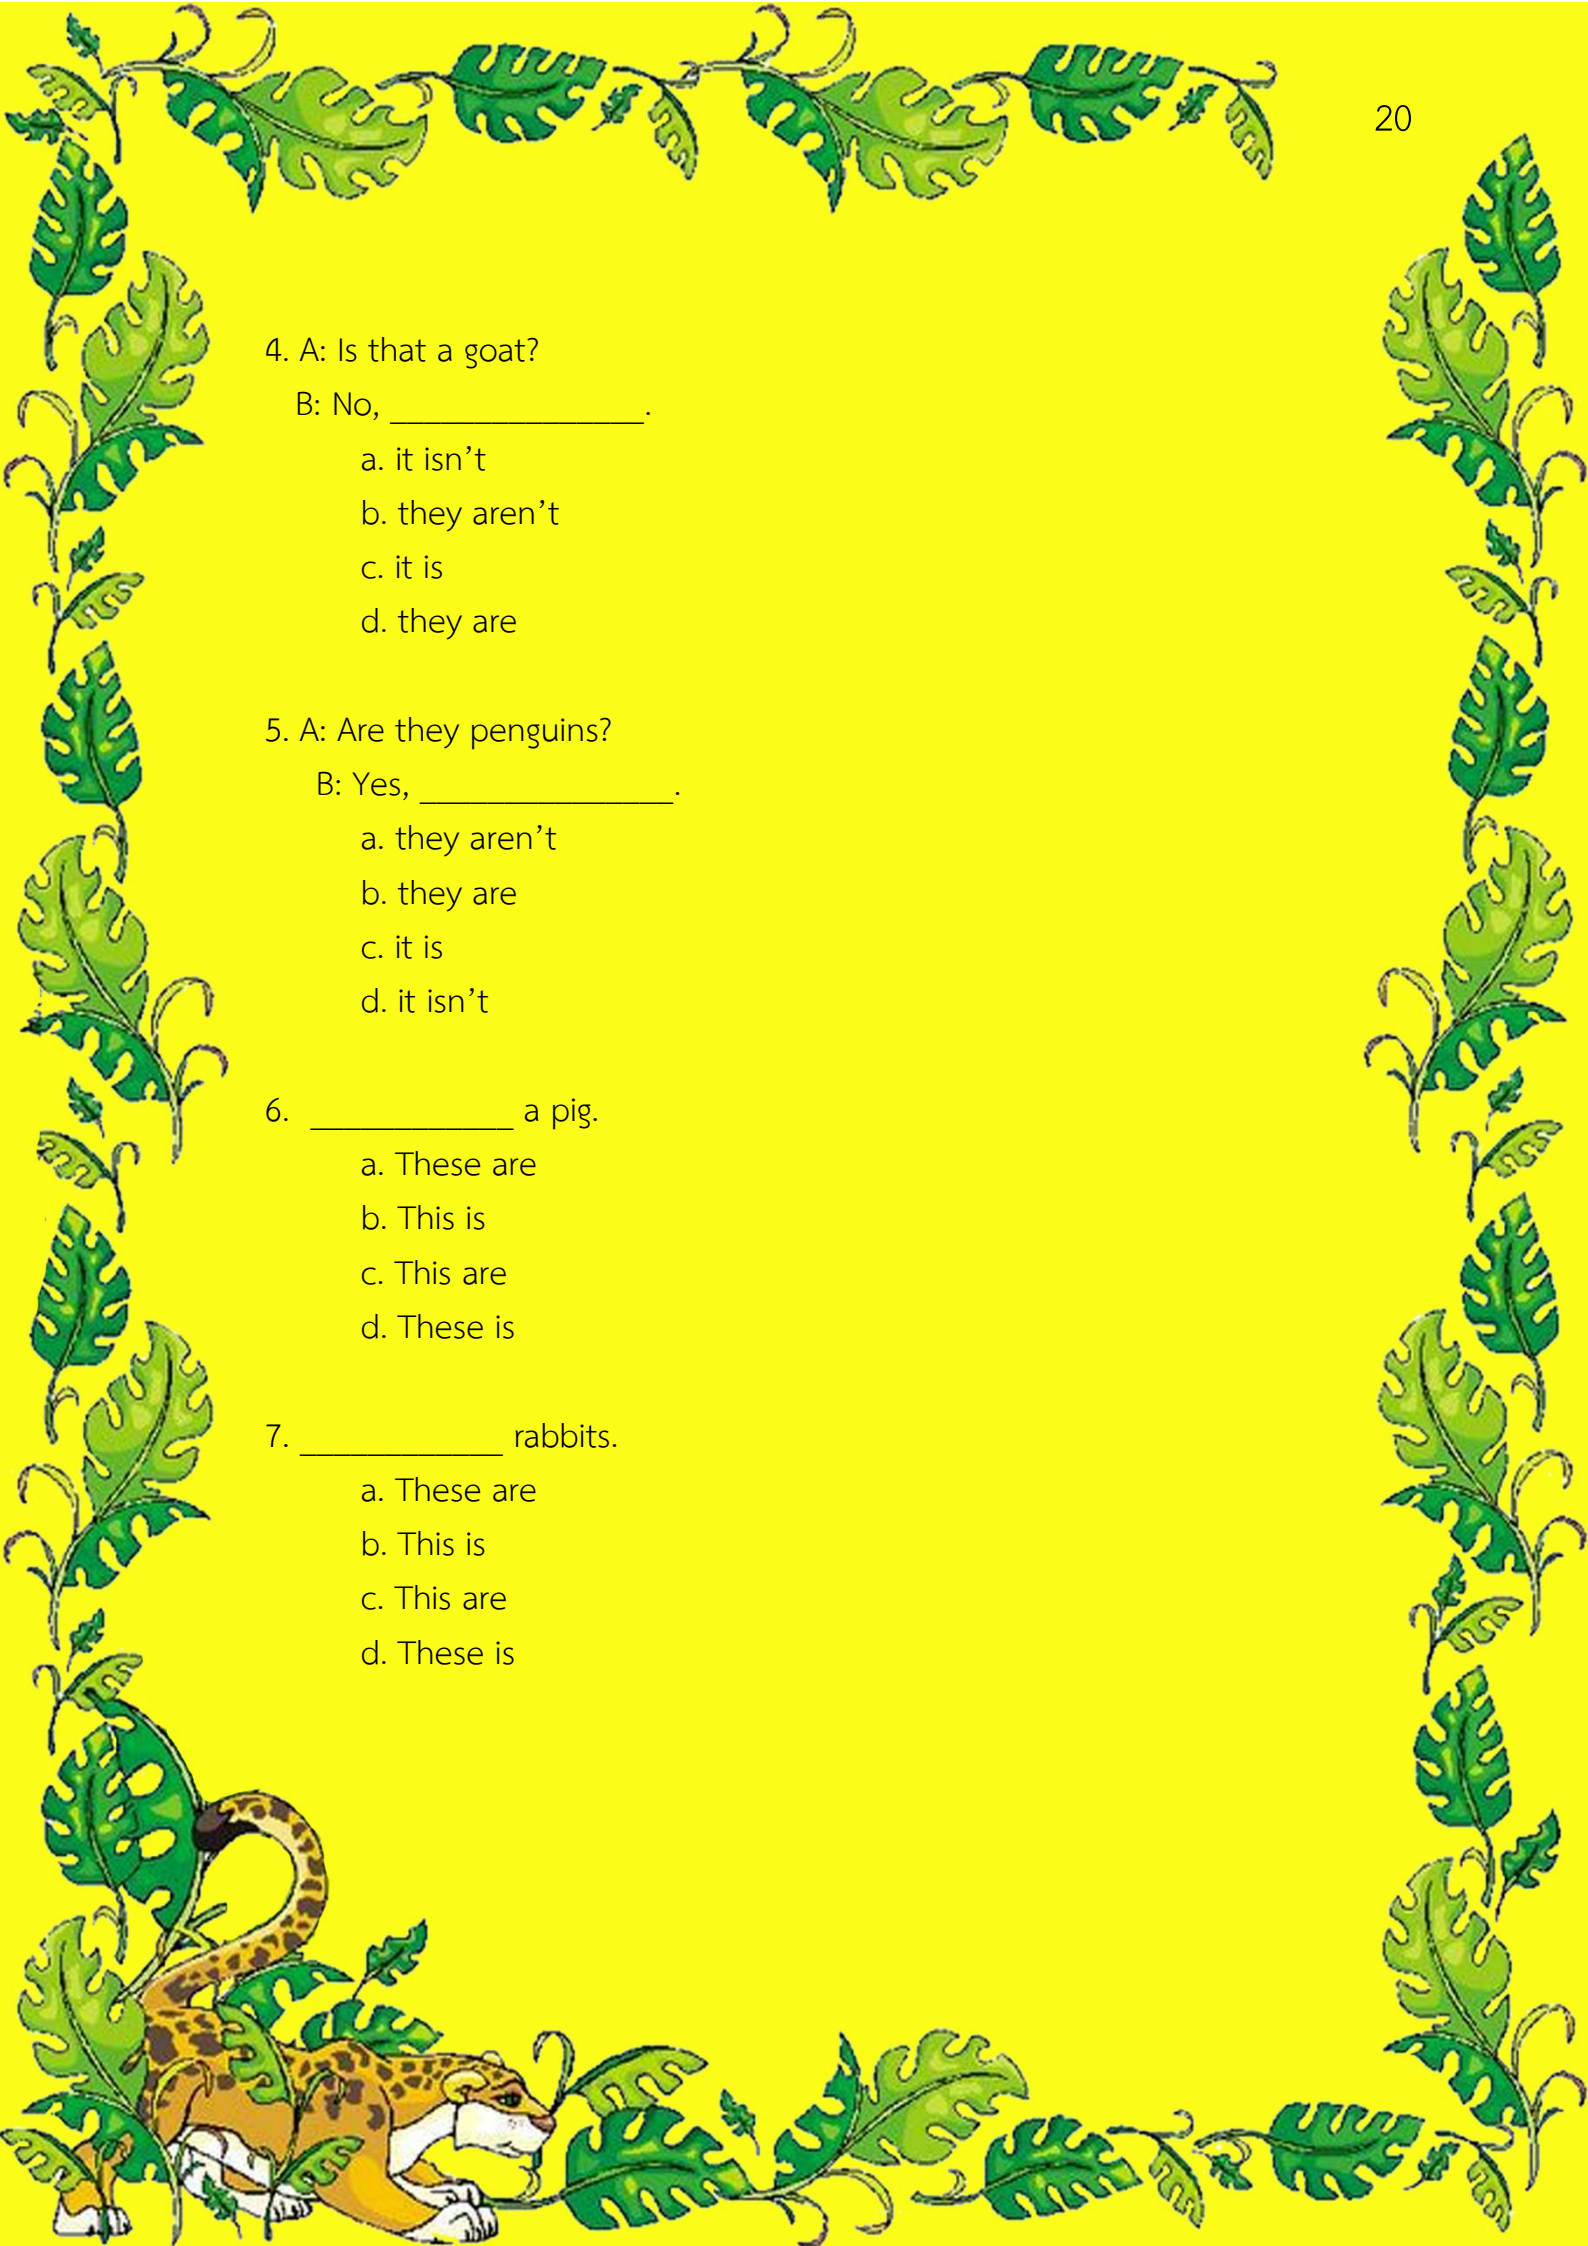 20
4. A: Is that a goat?
B: No, _______________.
a. it isn’t
b. they aren’t
c. it is
d. they are
5. A: Are they penguins?
B: Yes, _______________.
a. they aren’t
b. they are
c. it is
d. it isn’t
6. ____________ a pig.
a. These are
b. This is
c. This are
d. These is
7. ____________ rabbits.
a. These are
b. This is
c. This are
d. These is